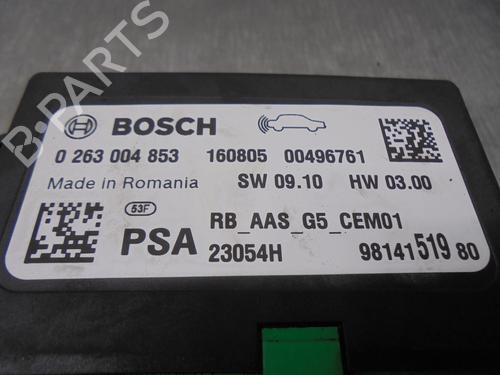 B-PARTS
BOSCH
0 263 004 853 160805 00496761
Made in Romania SW 09.10 HW 03.00
53F
PSA
RB_AAS_G5_CEM01
23054H 98141519 80